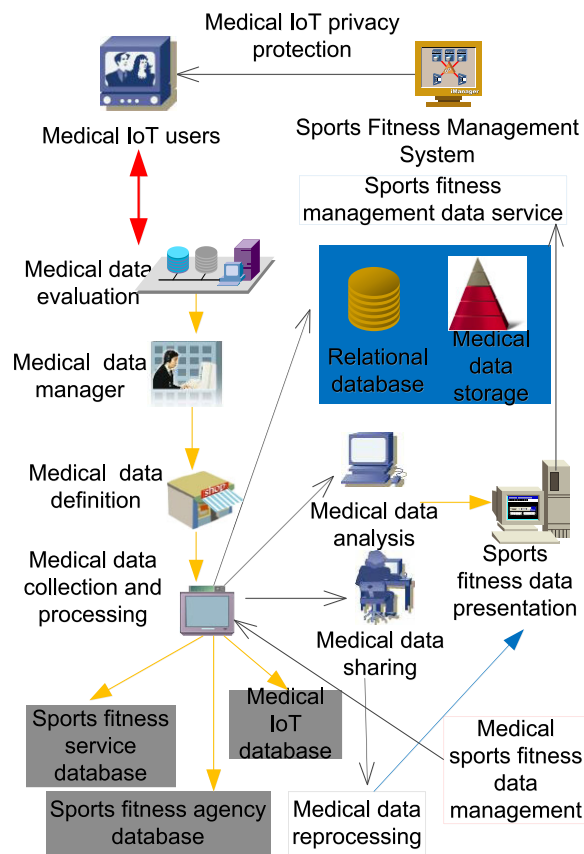 Medical IoT privacy
protection
iManager
Medical IoT users
Sports Fitness Management
System
Sports fitness
management data service
Medical data
evaluation
Relational
database
Medical
data
storage
Medical data
manager
Medical data
definition
SHOP
Medical data
analysis
Sports
fitness data
presentation
Medical data
collection and
processing
Medical data
sharing
Medical
IoT
database
Sports fitness
service
database
Sports fitness agency
database
Medical data
reprocessing
Medical
sports fitness
data
management